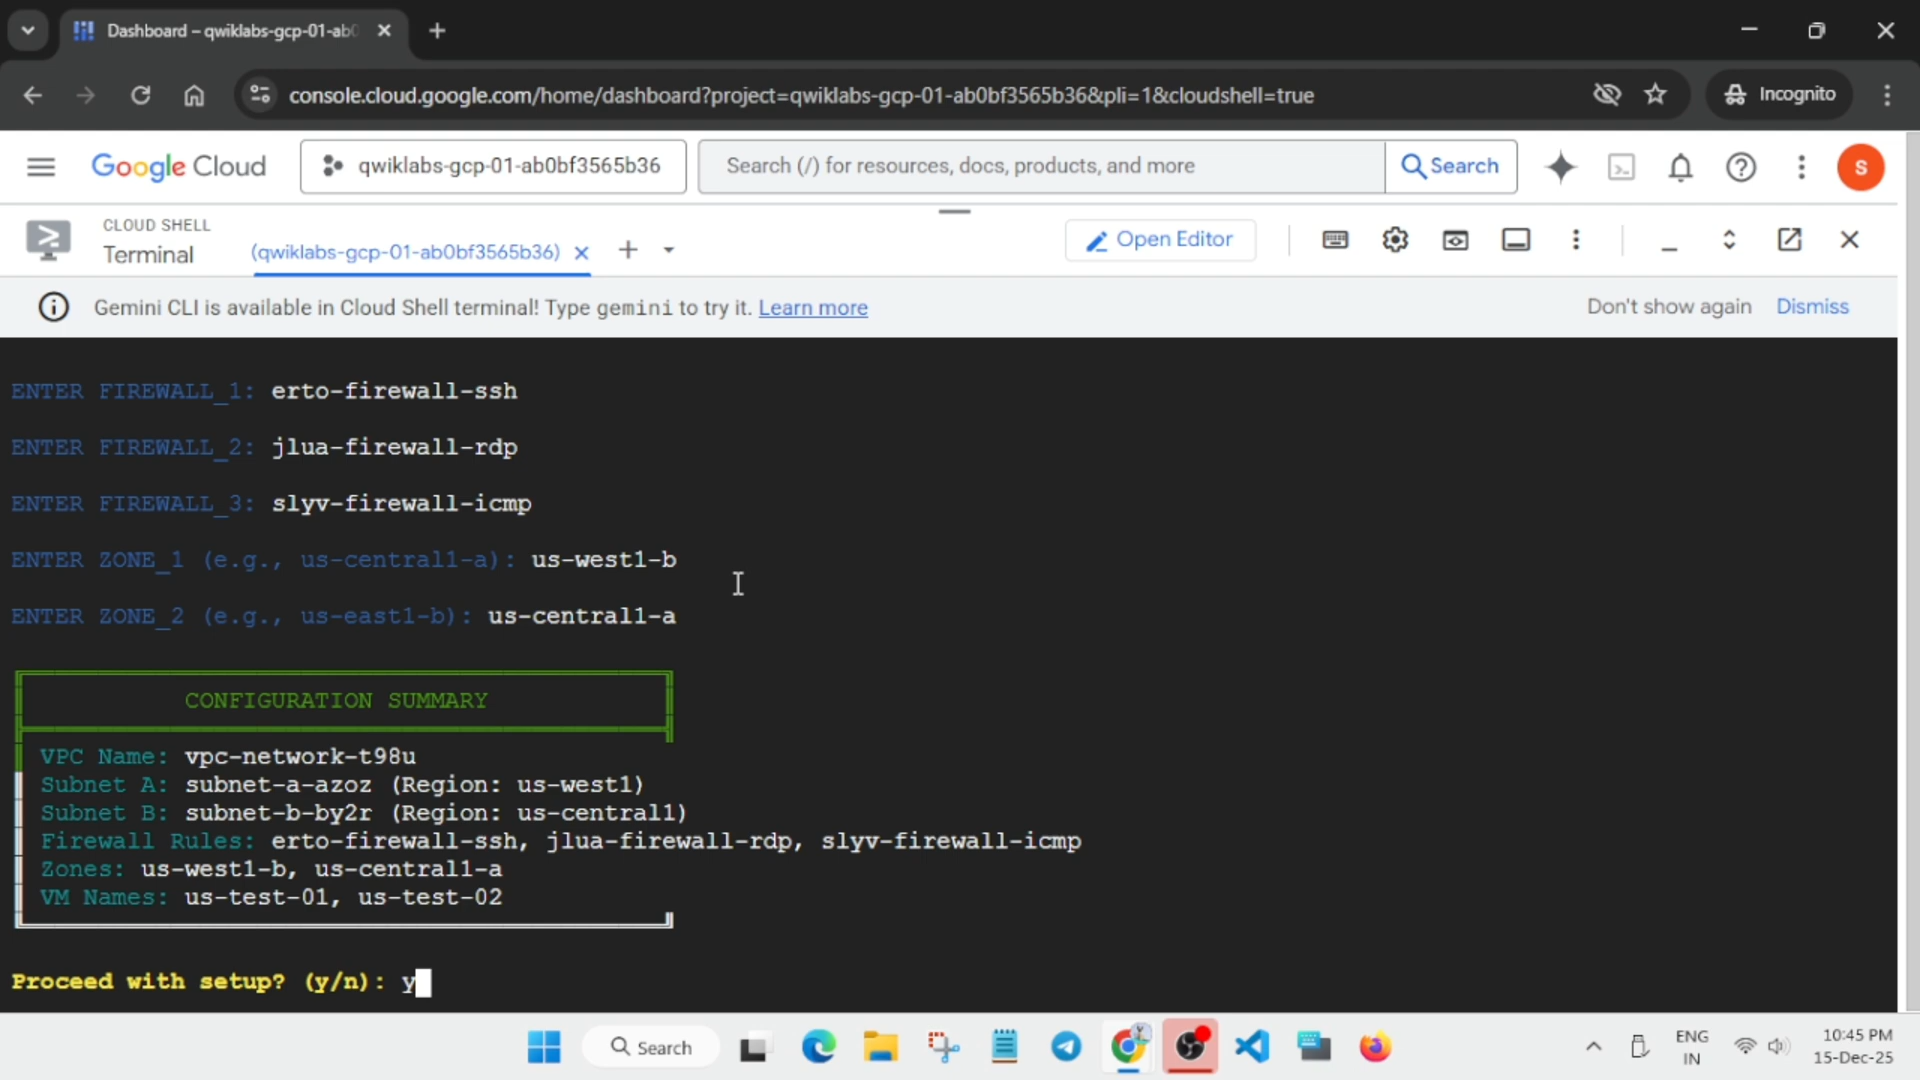 Dashboard – qwiklabs-gcp-01-ab0
console.cloud.google.com/home/dashboard?project=qwiklabs-gcp-01-ab0bf3565b36&pli=1&cloudshell=true
Incognito
Google Cloud
qwiklabs-gcp-01-ab0bf3565b36
Search (/) for resources, docs, products, and more
Search
S
CLOUD SHELL
Terminal
(qwiklabs-gcp-01-ab0bf3565b36)
Open Editor
Gemini CLI is available in Cloud Shell terminal! Type gemini to try it. Learn more
Don't show again
Dismiss
ENTER FIREWALL_1: erto-firewall-ssh
ENTER FIREWALL_2: jlua-firewall-rdp
ENTER FIREWALL_3: slyv-firewall-icmp
ENTER ZONE_1 (e.g., us-central1-a): us-west1-b
ENTER ZONE_2 (e.g., us-east1-b): us-central1-a
CONFIGURATION SUMMARY
VPC Name: vpc-network-t98u
Subnet A: subnet-a-azoz (Region: us-west1)
Subnet B: subnet-b-by2r (Region: us-central1)
Firewall Rules: erto-firewall-ssh, jlua-firewall-rdp, slyv-firewall-icmp
Zones: us-west1-b, us-central1-a
VM Names: us-test-01, us-test-02
Proceed with setup? (y/n): y
Search
ENG
IN
10:45 PM
15-Dec-25